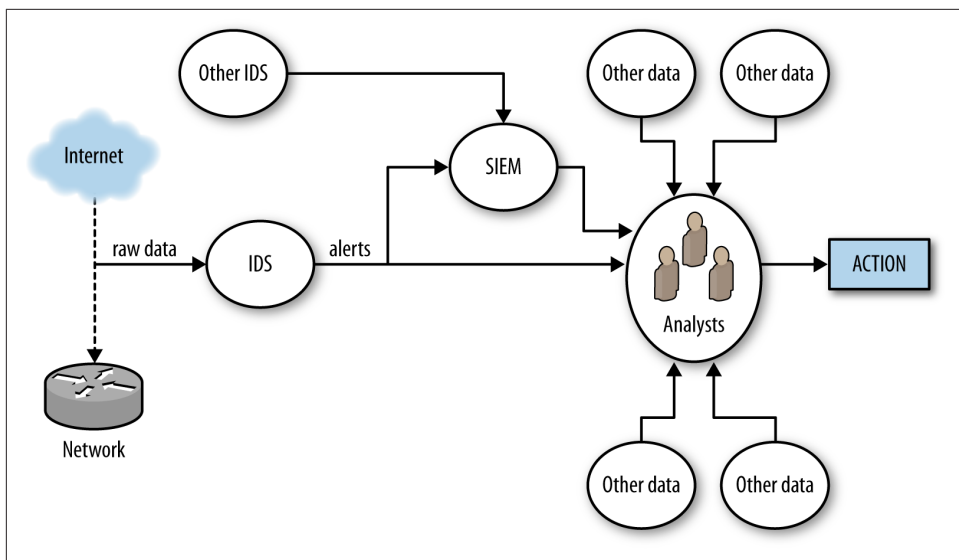 Other IDS
Other data
Other data
Internet
SIEM
raw data
IDS
alerts
Analysts
ACTION
Network
Other data
Other data